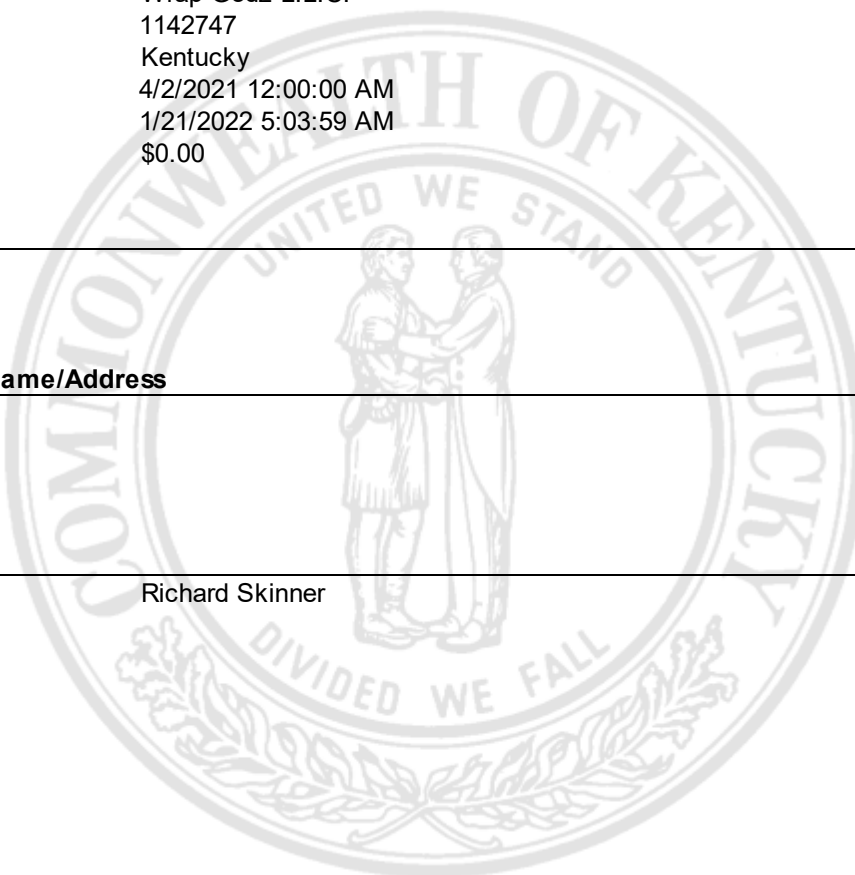 1142747
Kentucky
4/2/2021 12:00:00 AM
1/21/2022 5:03:59 AM
$0.00
COMMONWEALTH OF KENTUCKY
UNITED WE STAND
ame/Address
Richard Skinner
DIVIDED WE FALL